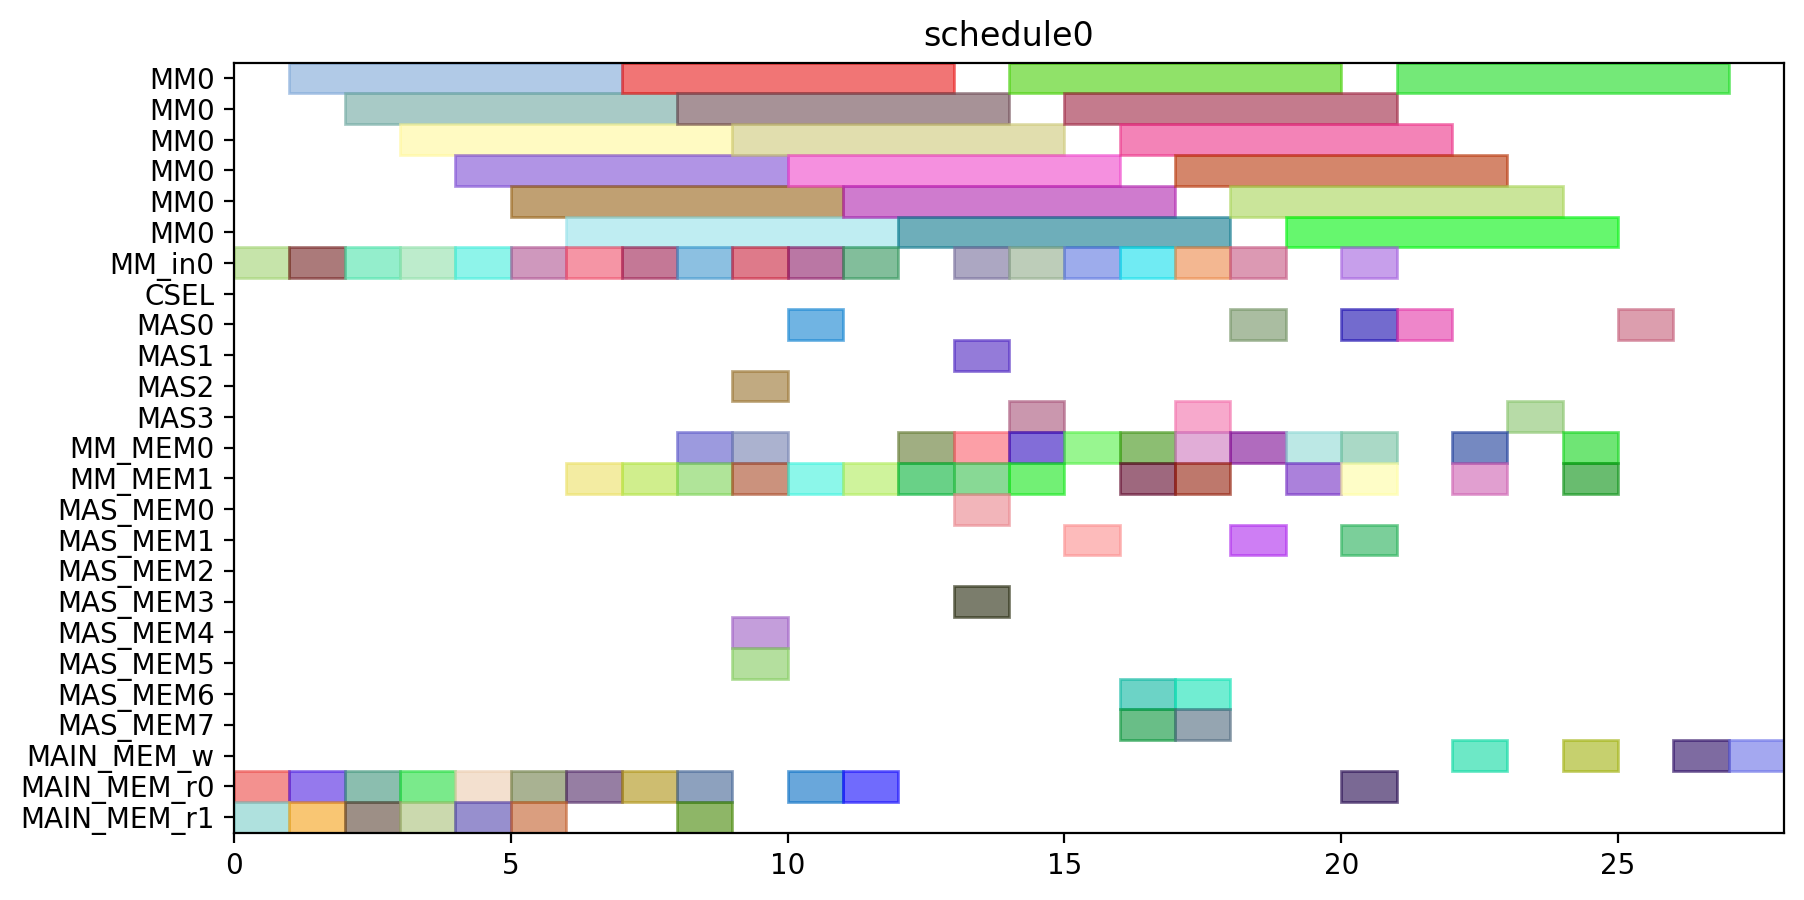 schedule0
MM0
MM0
MM0
MM0
MM0
MM0
MM_in0
CSEL
MAS0
MAS1
MAS2
MAS3
MM_MEM0
MM_MEM1
MAS_MEM0
MAS_MEM1
MAS_MEM2
MAS_MEM3
MAS_MEM4
MAS_MEM5
MAS_MEM6
MAS_MEM7
MAIN_MEM_w
MAIN_MEM_r0
MAIN_MEM_r1
0 5 10 15 20 25